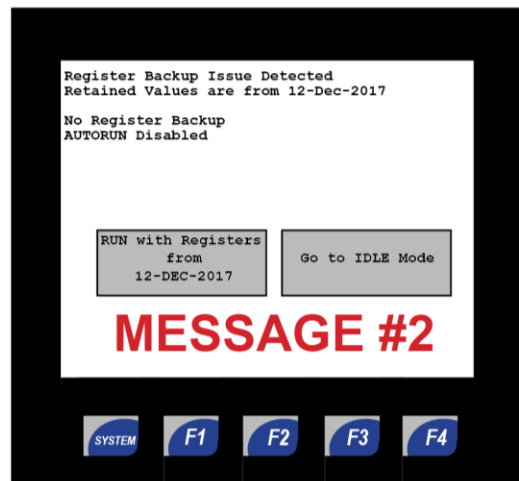 Register Backup Issue Detected
Retained Values are from 12-Dec-2017
No Register Backup
AUTORUN Disabled
RUN with Registers
from
12-DEC-2017
Go to IDLE Mode
MESSAGE #2
SYSTEM
F1
F2
F3
F4